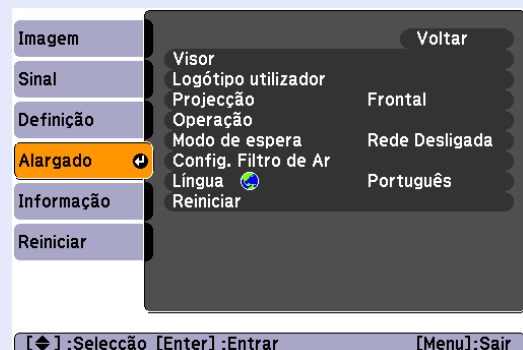 Imagem
Sinal
Definição
Alargado
Informação
Reiniciar
Voltar
Visor
Logótipo utilizador
Projecção Frontal
Operação
Modo de espera Rede Desligada
Config. Filtro de Ar
Língua Português
Reiniciar
[◆] :Selecção [Enter] :Entrar [Menu]:Sair